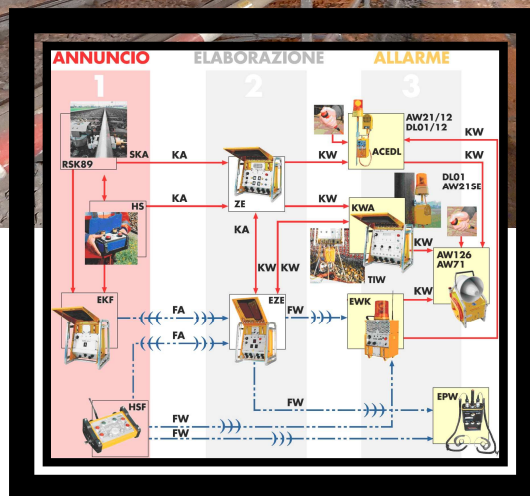 ANNUNCIO
ELABORAZIONE
ALLARME
1
2
3
RSK89
SKA
KA
ZE
KW
ACEDL
AW21/12
DL01/12
KW
KW
HS
KA
KW
KWA
DL01
AW21SE
KA
KW
KW
TIW
KW
AW126
AW71
EKF
FA
FA
EZE
FW
EWK
KW
HSF
FW
FW
FW
EPW